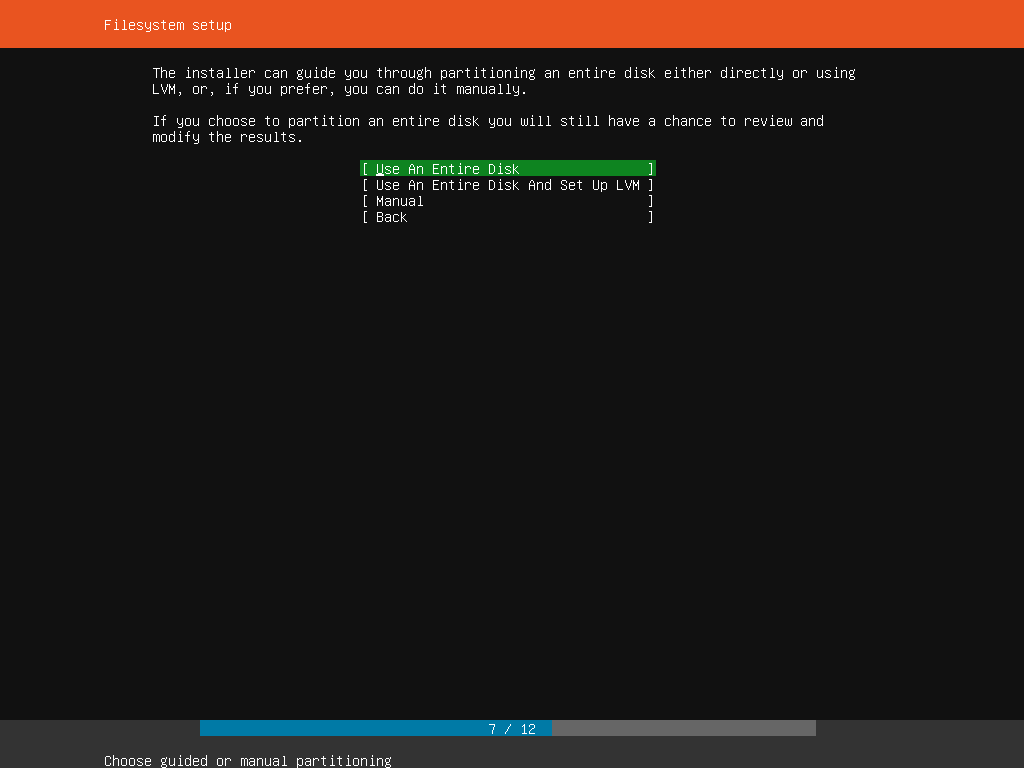 Filesystem setup
The installer can guide you through partitioning an entire disk either directly or using
LVM, or, if you prefer, you can do it manually.
If you choose to partition an entire disk you will still have a chance to review and
modify the results.
[ Use An Entire Disk ]
[ Use An Entire Disk And Set Up LVM ]
[ Manual ]
[ Back ]
7 / 12
Choose guided or manual partitioning